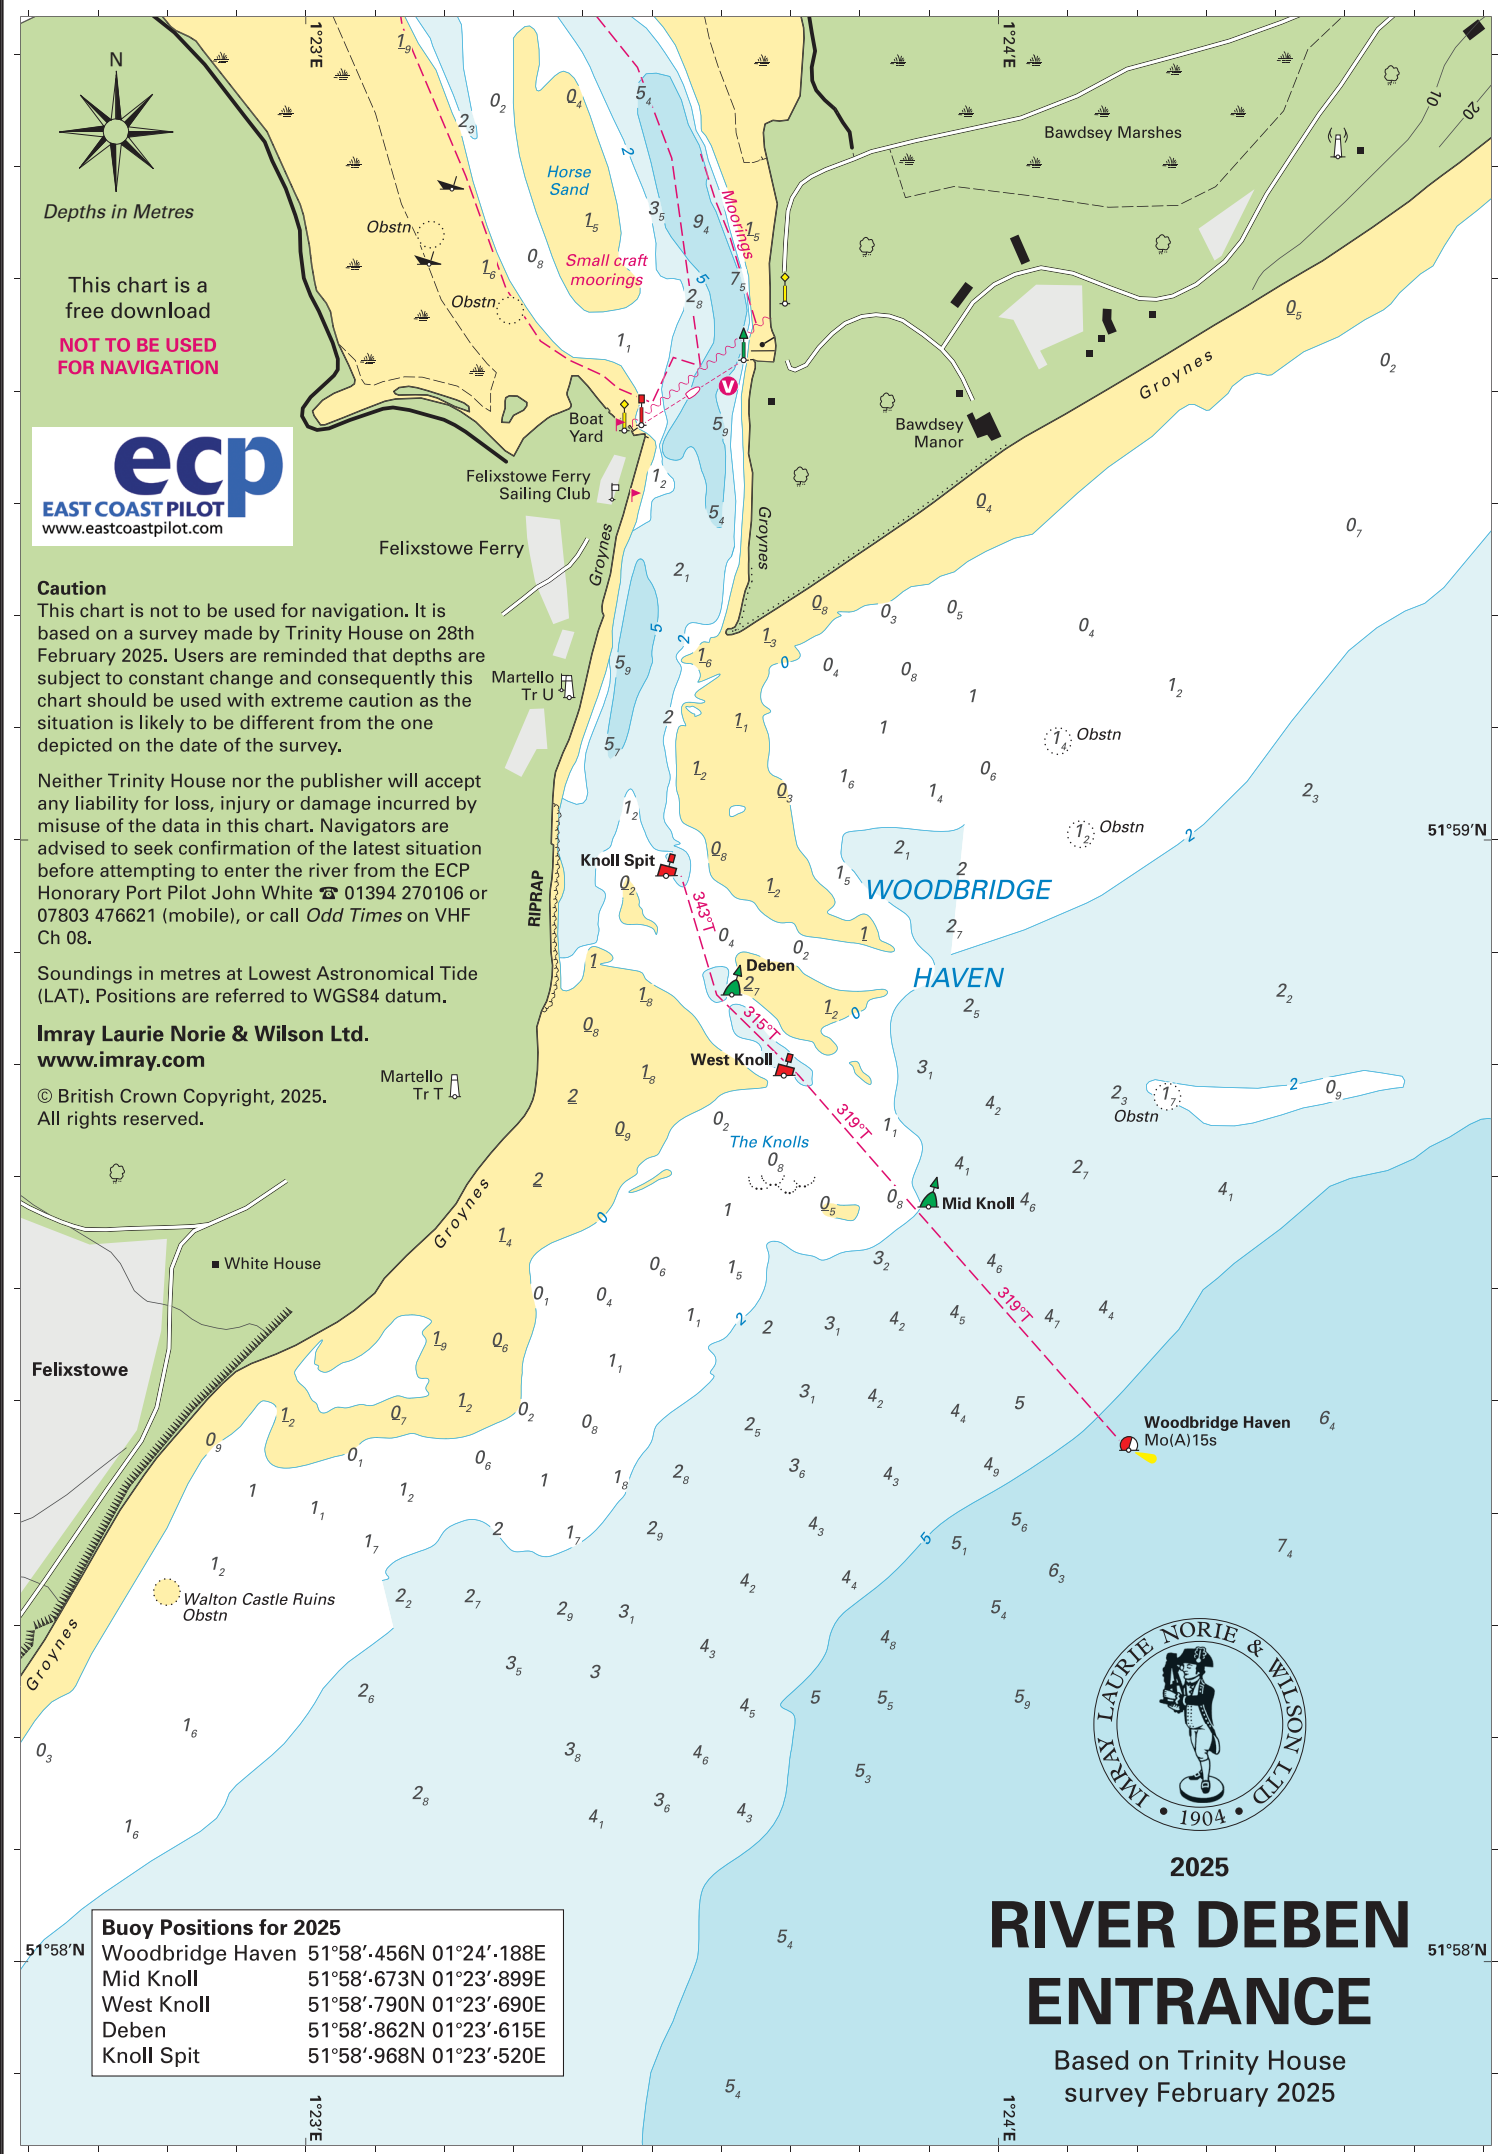 1°23'E
1°24'E
N
Depths in Metres
This chart is a
free download
NOT TO BE USED
FOR NAVIGATION
ecp
EAST COAST PILOT
www.eastcoastpilot.com
Caution
This chart is not to be used for navigation. It is
based on a survey made by Trinity House on 28th
February 2025. Users are reminded that depths are
subject to constant change and consequently this
chart should be used with extreme caution as the
situation is likely to be different from the one
depicted on the date of the survey.
Neither Trinity House nor the publisher will accept
any liability for loss, injury or damage incurred by
misuse of the data in this chart. Navigators are
advised to seek confirmation of the latest situation
before attempting to enter the river from the ECP
Honorary Port Pilot John White ☎ 01394 270106 or
07803 476621 (mobile), or call Odd Times on VHF
Ch 08.
Soundings in metres at Lowest Astronomical Tide
(LAT). Positions are referred to WGS84 datum.
Imray Laurie Norie & Wilson Ltd.
www.imray.com
© British Crown Copyright, 2025.
All rights reserved.
Horse
Sand
Small craft
moorings
Moorings
Obstn
Obstn
Bawdsey Marshes
10
20
Boat
Yard
V
Felixstowe Ferry
Sailing Club
Felixstowe Ferry
Groynes
Groynes
Groynes
Bawdsey
Manor
Martello
Tr U
RIPRAP
Knoll Spit
343°T
Deben
315°T
West Knoll
319°T
The Knolls
Mid Knoll
319°T
Woodbridge Haven
Mo(A)15s
WOODBRIDGE
HAVEN
Obstn
Obstn
Obstn
51°59'N
Martello
Tr T
Groynes
White House
Felixstowe
Walton Castle Ruins
Obstn
Groynes
IMRAY LAURIE NORIE & WILSON LTD
• 1904 •
2025
RIVER DEBEN
ENTRANCE
Based on Trinity House
survey February 2025
51°58'N
51°58'N
Buoy Positions for 2025
Woodbridge Haven 51°58'·456N 01°24'·188E
Mid Knoll 51°58'·673N 01°23'·899E
West Knoll 51°58'·790N 01°23'·690E
Deben 51°58'·862N 01°23'·615E
Knoll Spit 51°58'·968N 01°23'·520E
1°23'E
1°24'E